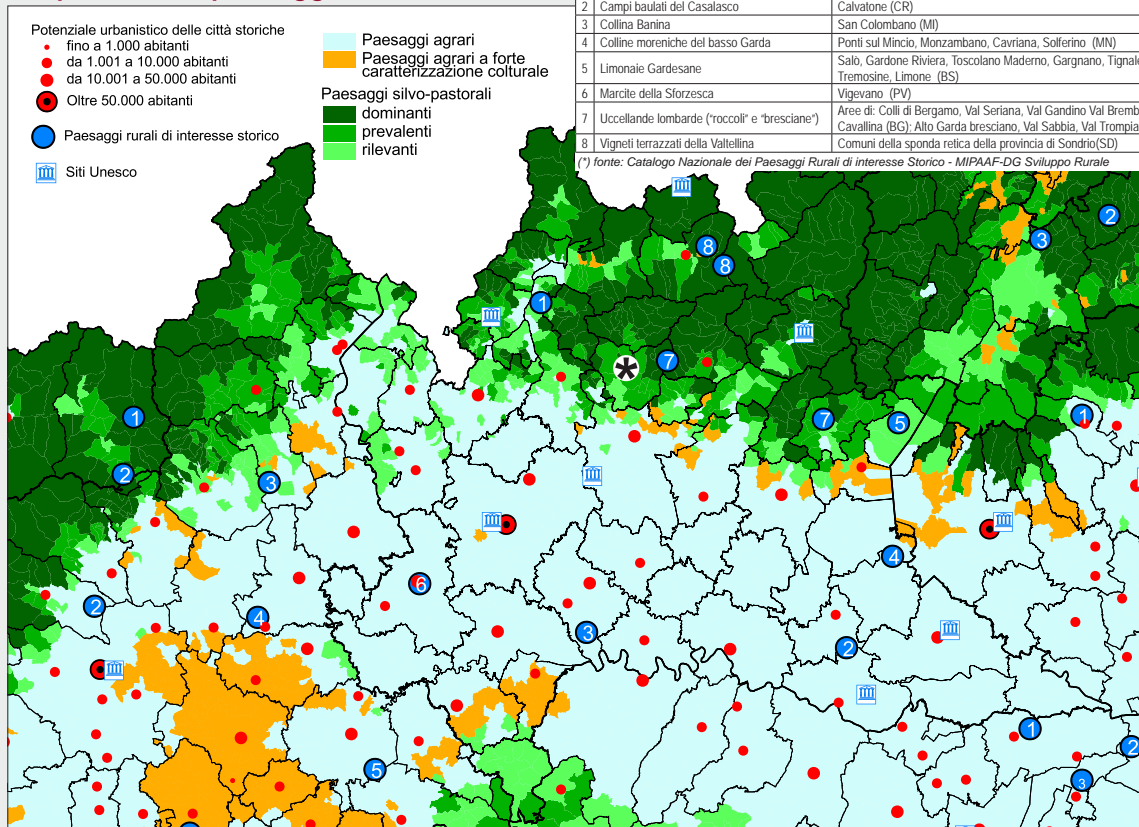 Potenziale urbanistico delle città storiche
fino a 1.000 abitanti
da 1.001 a 10.000 abitanti
da 10.001 a 50.000 abitanti
Oltre 50.000 abitanti
Paesaggi rurali di interesse storico
Siti Unesco
Paesaggi agrari
Paesaggi agrari a forte
caratterizzazione colturale
Paesaggi silvo-pastorali
dominanti
prevalenti
rilevanti
2 Campi baulati del Casalasco Calvatone (CR)
3 Collina Banina San Colombano (MI)
4 Colline moreniche del basso Garda Ponti sul Mincio, Monzambano, Cavriana, Solferino (MN)
5 Limonaie Gardesane Salò, Gardone Riviera, Toscolano Maderno, Gargnano, Tignale
Tremosine, Limone (BS)
6 Marcite della Sforzesca Vigevano (PV)
7 Uccellande lombarde ("roccoli" e "bresciane") Aree di: Colli di Bergamo, Val Seriana, Val Gandino Val Bremb
Cavallina (BG); Alto Garda bresciano, Val Sabbia, Val Trompia
8 Vigneti terrazzati della Valtellina Comuni della sponda retica della provincia di Sondrio(SD)
(*) fonte: Catalogo Nazionale dei Paesaggi Rurali di interesse Storico - MIPAAF-DG Sviluppo Rurale
2
8
3
8
1
*
7
1
7
5
1
2
3
4
6
2
4
3
2
1
2
5
3